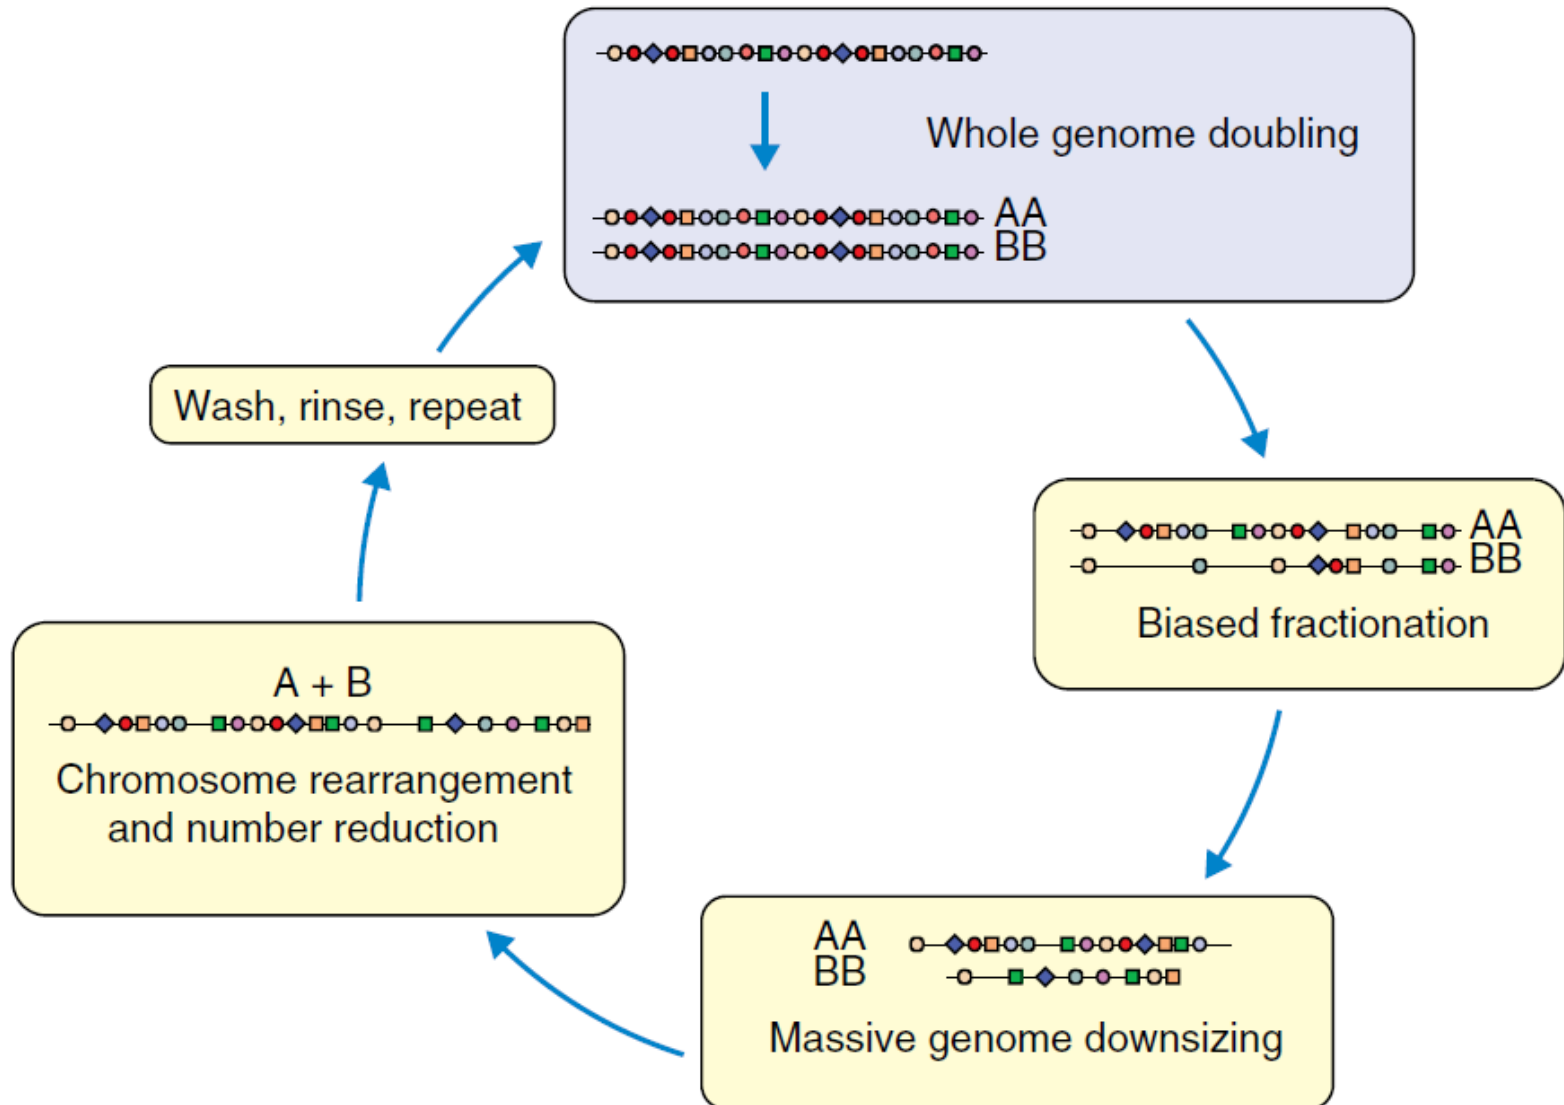 Whole genome doubling
AA
BB
Wash, rinse, repeat
AA
BB
Biased fractionation
A + B
Chromosome rearrangement
and number reduction
AA
BB
Massive genome downsizing